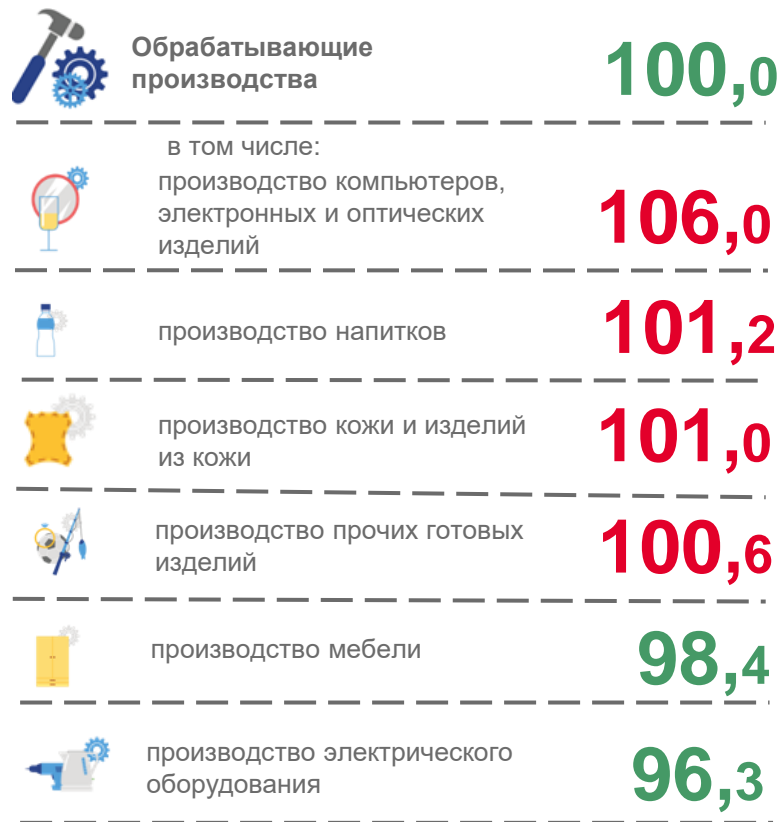 Обрабатывающие
производства
100,0
в том числе:
производство компьютеров,
электронных и оптических
изделий
106,0
производство напитков
101,2
производство кожи и изделий
из кожи
101,0
производство прочих готовых
изделий
100,6
производство мебели
98,4
производство электрического
оборудования
96,3